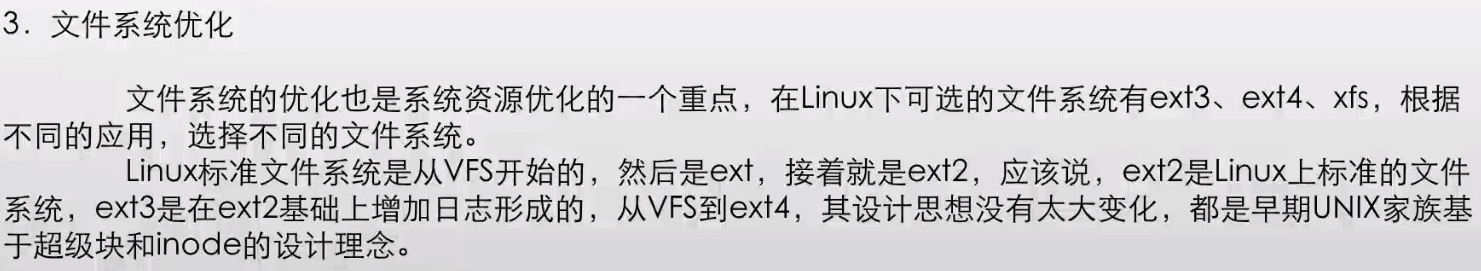 3．文件系统优化
文件系统的优化也是系统资源优化的一个重点，在Linux下可选的文件系统有ext3、ext4、xfs，根据
不同的应用，选择不同的文件系统。
Linux标准文件系统是从VFS开始的，然后是ext，接着就是ext2，应该说，ext2是Linux上标准的文件
系统，ext3是在ext2基础上增加日志形成的，从VFS到ext4，其设计思想没有太大变化，都是早期UNIX家族基
于超级块和inode的设计理念。